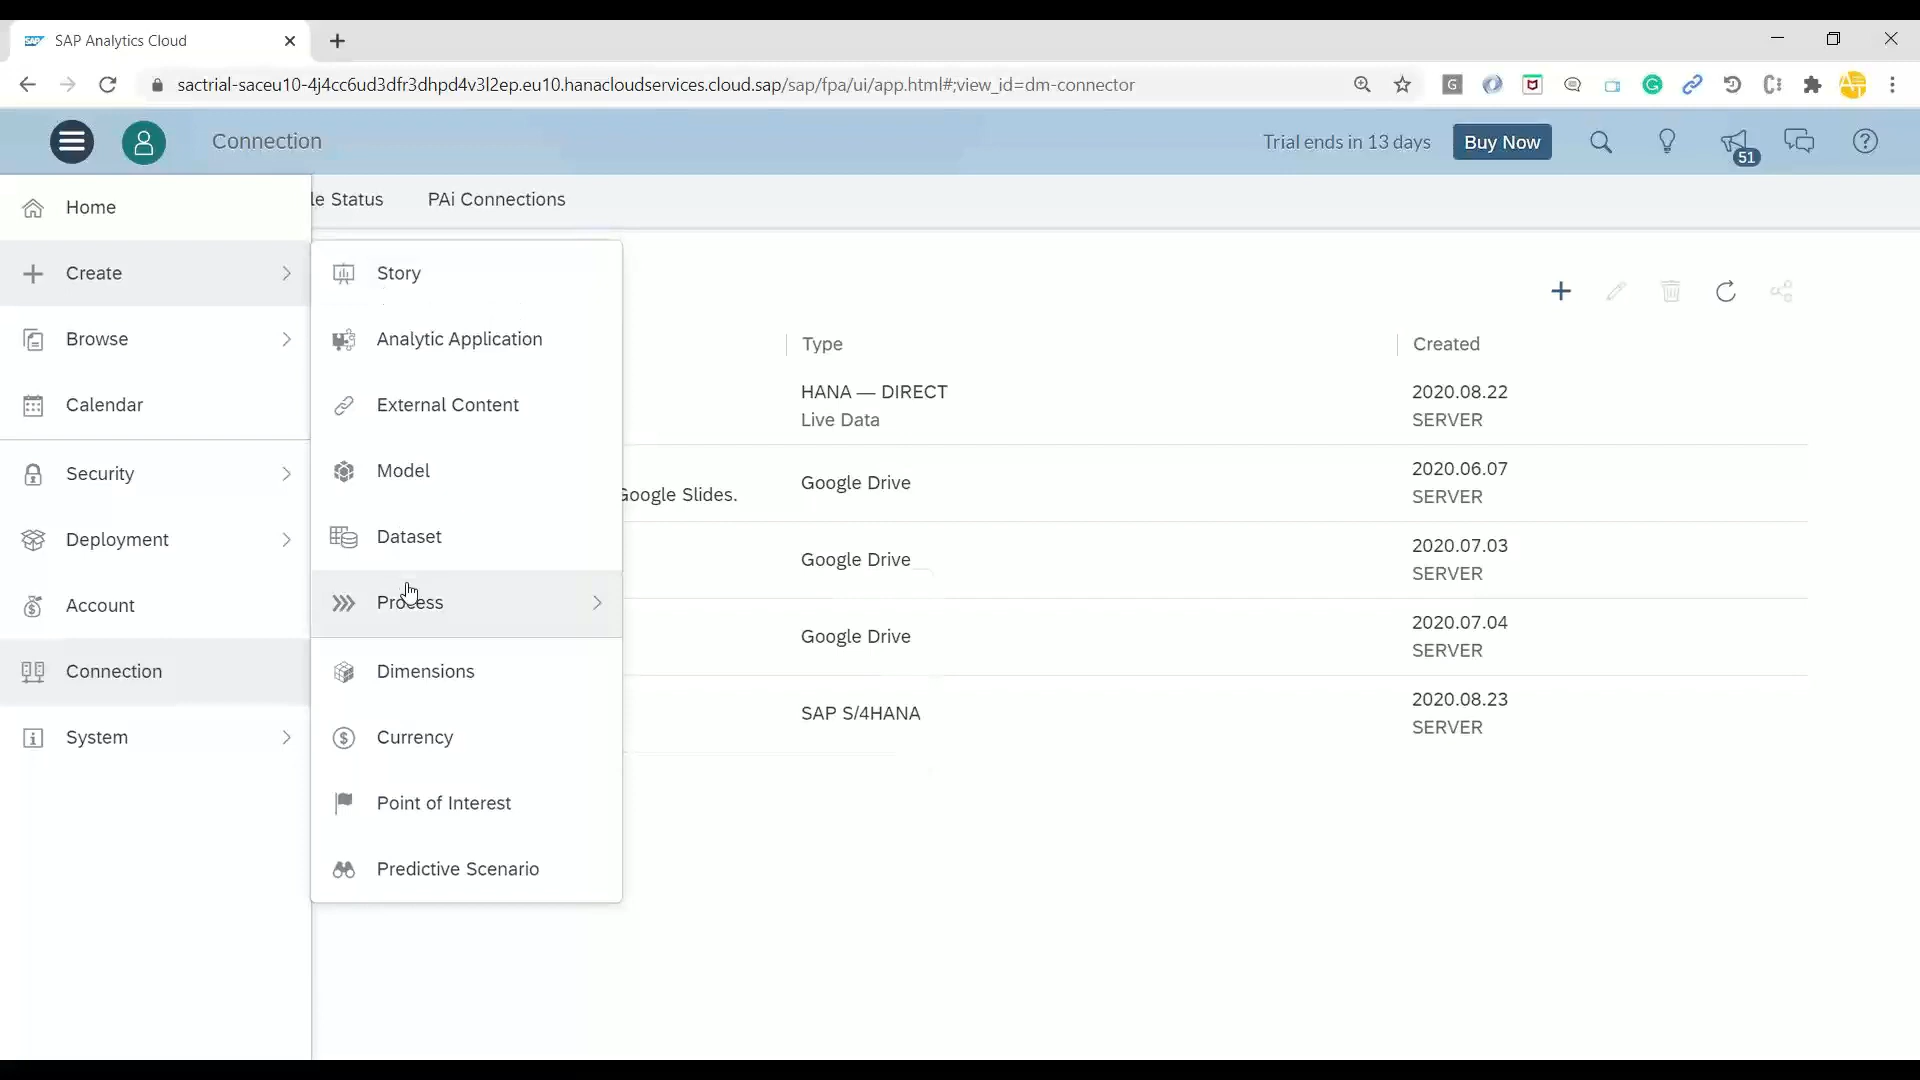 SAP SAP Analytics Cloud
sactrial-saceu10-4j4cc6ud3dfr3dhpd4v3l2ep.eu10.hanacloudservices.cloud.sap/sap/fpa/ui/app.html#;view_id=dm-connector
Connection
Trial ends in 13 days
Buy Now
51
Home
le Status
PAi Connections
Create
Browse
Calendar
Security
Deployment
Account
Connection
System
Story
Analytic Application
External Content
Model
Dataset
Process
Dimensions
Currency
Point of Interest
Predictive Scenario
Type
Created
HANA — DIRECT
Live Data
2020.08.22
SERVER
Google Slides.
Google Drive
2020.06.07
SERVER
Google Drive
2020.07.03
SERVER
Google Drive
2020.07.04
SERVER
SAP S/4HANA
2020.08.23
SERVER